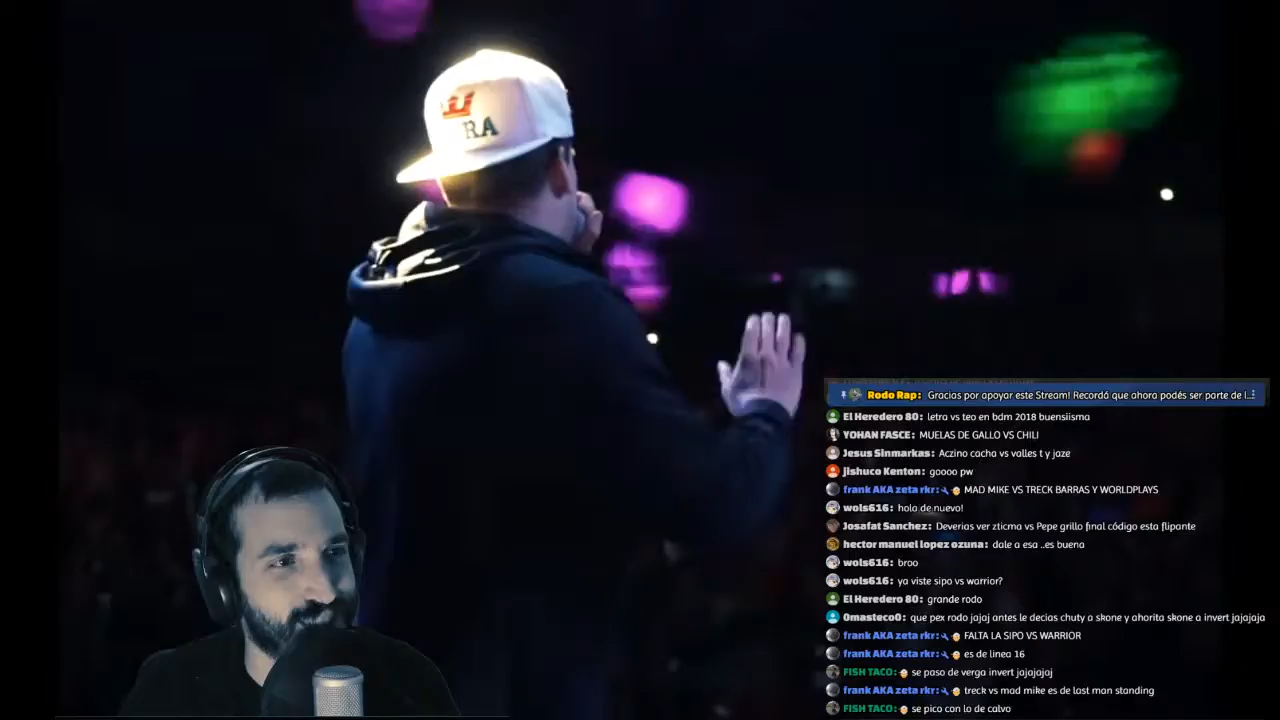 RA
Rodo Rap: Gracias por apoyar este Stream! Recordá que ahora podés ser parte de l...
El Heredero 80: letra vs teo en bdm 2018 buensiisma
YOHAN FASCE: MUELAS DE GALLO VS CHILI
Jesus Sinmarkas: Aczino cacha vs valles t y jaze
Jishuco Kenton: goooo pw
frank AKA zeta rkr: MAD MIKE VS TRECK BARRAS Y WORLDPLAYS
wols616: hola de nuevo!
Josafat Sanchez: Deverias ver zticma vs Pepe grillo final código esta flipante
hector manuel lopez ozuna: dale a esa ..es buena
wols616: broo
wols616: ya viste sipo vs warrior?
El Heredero 80: grande rodo
0masteco0: que pex rodo jajaj antes le decias chuty a skone y ahorita skone a invert jajajaja
frank AKA zeta rkr: FALTA LA SIPO VS WARRIOR
frank AKA zeta rkr: es de linea 16
FISH TACO: se paso de verga invert jajajajaj
frank AKA zeta rkr: treck vs mad mike es de last man standing
FISH TACO: se pico con lo de calvo